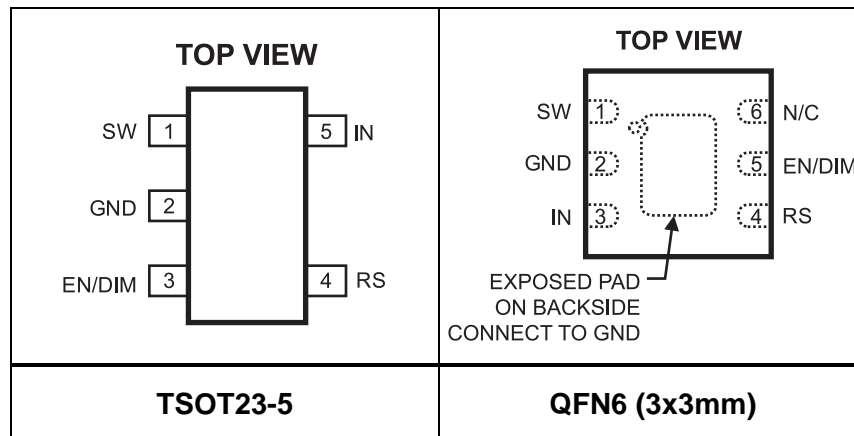 TOP VIEW
SW 1
5 IN
GND 2
EN/DIM 3
4 RS
TSOT23-5
TOP VIEW
SW 1
6 N/C
GND 2
5 EN/DIM
IN 3
4 RS
EXPOSED PAD
ON BACKSIDE
CONNECT TO GND
QFN6 (3x3mm)